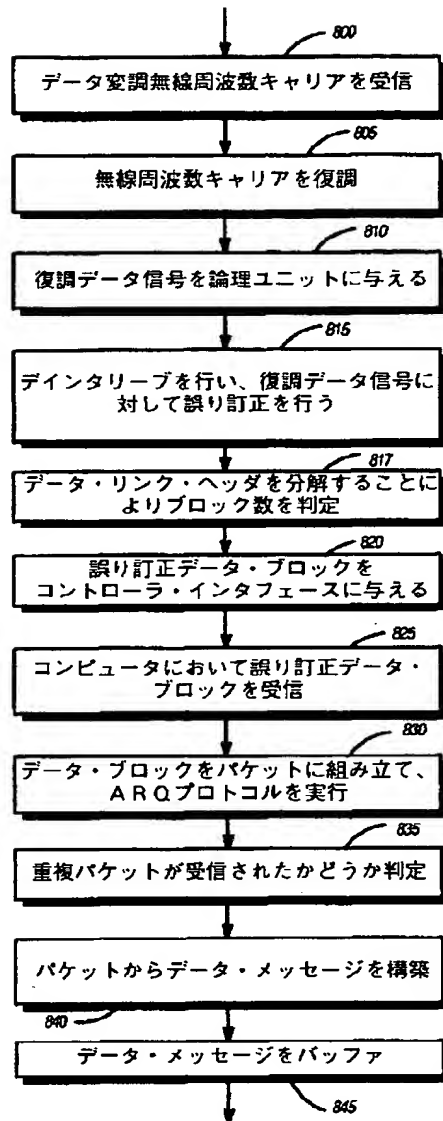 800
データ変調無線周波数キャリアを受信
805
無線周波数キャリアを復調
810
復調データ信号を論理ユニットに与える
815
デインタリーブを行い、復調データ信号に
対して誤り訂正を行う
817
データ・リンク・ヘッダを分解することに
よりブロック数を判定
820
誤り訂正データ・ブロックを
コントローラ・インタフェースに与える
825
コンピュータにおいて誤り訂正データ・
ブロックを受信
830
データ・ブロックをパケットに組み立て、
ARQプロトコルを実行
835
重複パケットが受信されたかどうか判定
パケットからデータ・メッセージを構築
840
データ・メッセージをバッファ
845